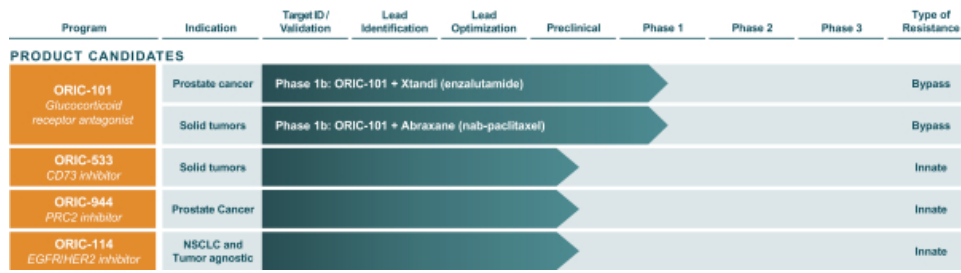 Program
Indication
Target ID / Validation
Lead Identification
Lead Optimization
Preclinical
Phase 1
Phase 2
Phase 3
Type of Resistance
PRODUCT CANDIDATES
ORIC-101
Glucocorticoid
receptor antagonist
Prostate cancer
Phase 1b: ORIC-101 + Xtandi (enzalutamide)
Bypass
Solid tumors
Phase 1b: ORIC-101 + Abraxane (nab-paclitaxel)
Bypass
ORIC-533
CD73 inhibitor
Solid tumors
Innate
ORIC-944
PRC2 inhibitor
Prostate Cancer
Innate
ORIC-114
EGFR/HER2 inhibitor
NSCLC and
Tumor agnostic
Innate